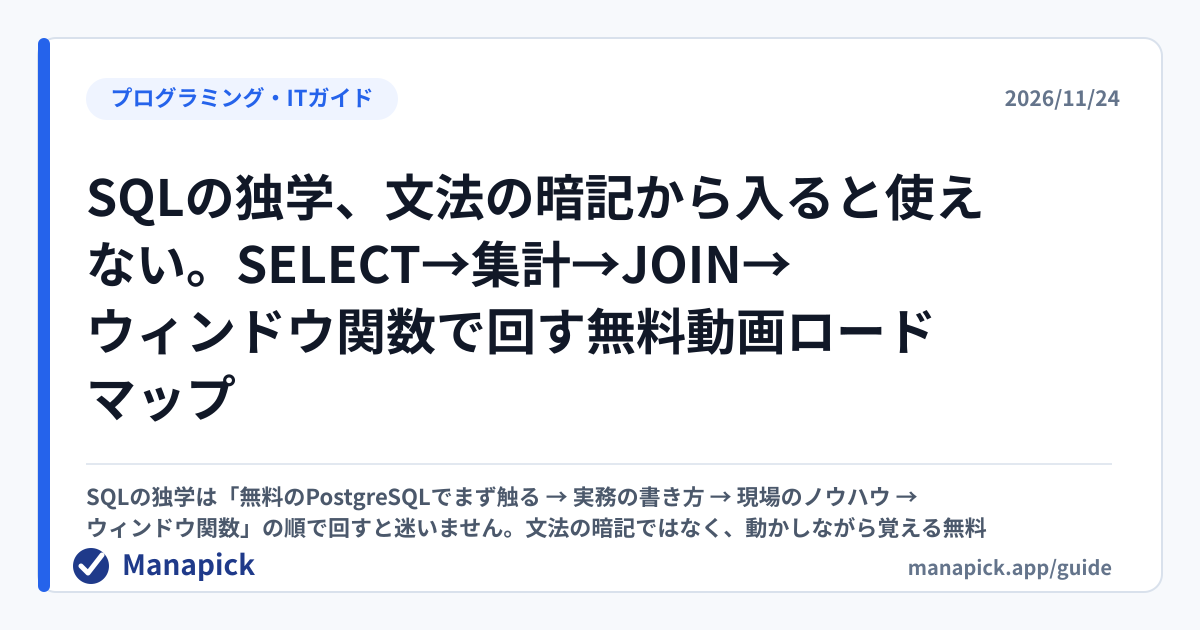 プログラミング・ITガイド
2026/11/24
SQLの独学、文法の暗記から入ると使え
ない。SELECT→集計→JOIN→
ウィンドウ関数で回す無料動画ロード
マップ
SQLの独学は「無料のPostgreSQLでまず触る → 実務の書き方 → 現場のノウハウ →
ウィンドウ関数」の順で回すと迷いません。文法の暗記ではなく、動かしながら覚える無料
Manapick
manapick.app/guide